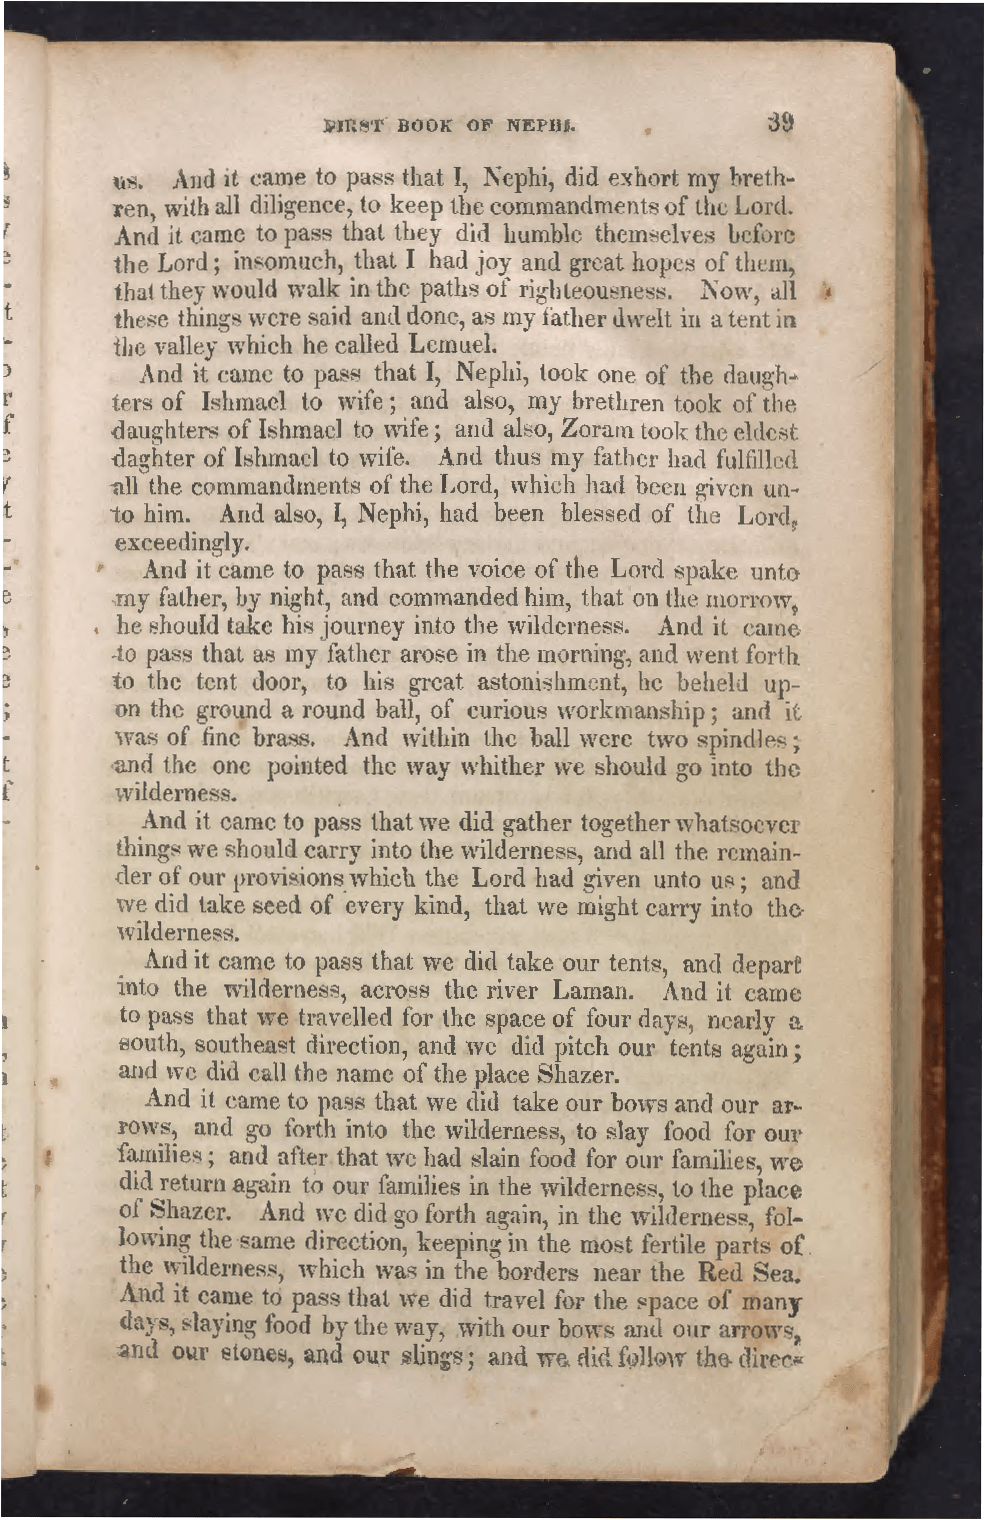 FIRST BOOK OF NEPHI. 39
us. And it came to pass that I, Nephi, did exhort my breth-
ren, with all diligence, to keep the commandments of the Lord.
And it came to pass that they did humble themselves before
the Lord; insomuch, that I had joy and great hopes of them,
that they would walk in the paths of righteousness. Now, all
these things were said and done, as my father dwelt in a tent in
the valley which he called Lemuel.
And it came to pass that I, Nephi, took one of the daugh-
ters of Ishmael to wife; and also, my brethren took of the
daughters of Ishmael to wife; and also, Zoram took the eldest
daghter of Ishmael to wife. And thus my father had fulfilled
all the commandments of the Lord, which had been given un-
to him. And also, I, Nephi, had been blessed of the Lord,
exceedingly.
And it came to pass that the voice of the Lord spake unto
my father, by night, and commanded him, that on the morrow,
he should take his journey into the wilderness. And it came
to pass that as my father arose in the morning, and went forth
to the tent door, to his great astonishment, he beheld up-
on the ground a round ball, of curious workmanship; and it
was of fine brass. And within the ball were two spindles;
and the one pointed the way whither we should go into the
wilderness.
And it came to pass that we did gather together whatsoever
things we should carry into the wilderness, and all the remain-
der of our provisions which the Lord had given unto us; and
we did take seed of every kind, that we might carry into the
wilderness.
And it came to pass that we did take our tents, and depart
into the wilderness, across the river Laman. And it came
to pass that we travelled for the space of four days, nearly a
south, southeast direction, and we did pitch our tents again;
and we did call the name of the place Shazer.
And it came to pass that we did take our bows and our ar-
rows, and go forth into the wilderness, to slay food for our
families; and after that we had slain food for our families, we
did return again to our families in the wilderness, to the place
of Shazer. And we did go forth again, in the wilderness, fol-
lowing the same direction, keeping in the most fertile parts of
the wilderness, which was in the borders near the Red Sea.
And it came to pass that we did travel for the space of many
days, slaying food by the way, with our bows and our arrows,
and our stones, and our slings; and we did follow the direc-